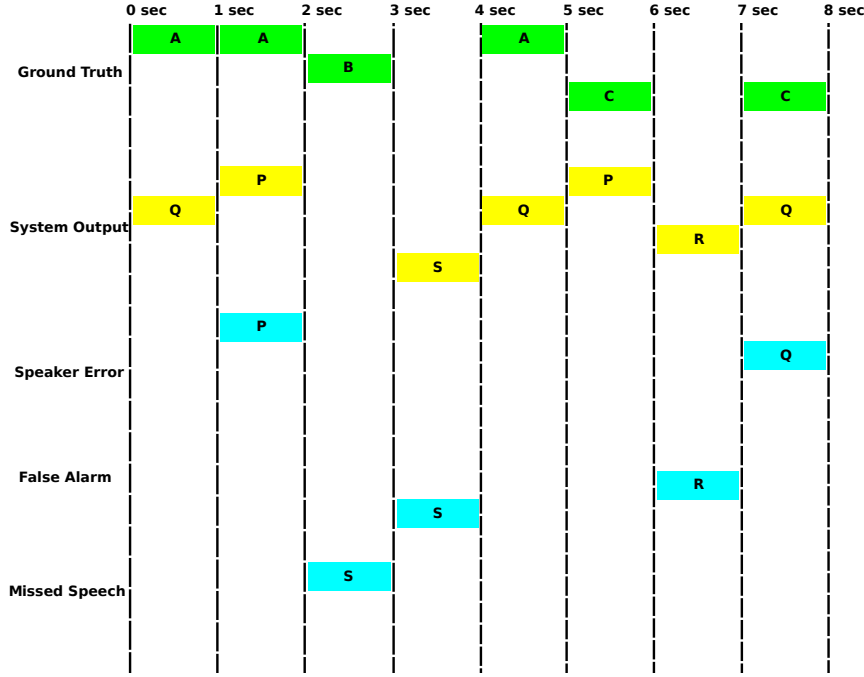 0 sec 1 sec 2 sec 3 sec 4 sec 5 sec 6 sec 7 sec 8 sec
A A A
Ground Truth B
C C
P P
Q Q Q
System Output R
S
P
Q
Speaker Error
False Alarm R
S
S
Missed Speech